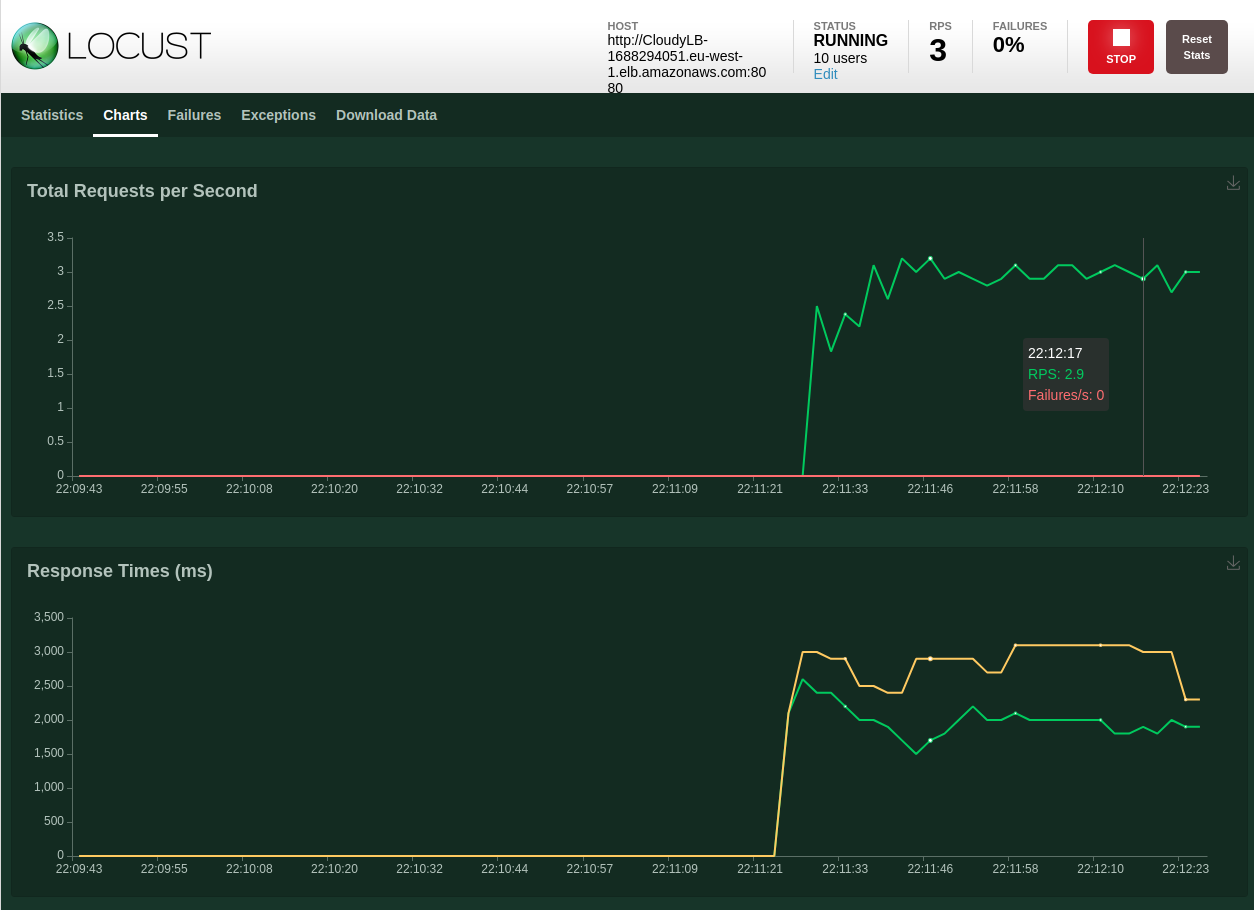 LOCUST
HOST
http://CloudyLB-
1688294051.eu-west-
1.elb.amazonaws.com:80
80
STATUS
RUNNING
10 users
Edit
RPS
3
FAILURES
0%
STOP
Reset
Stats
Statistics Charts Failures Exceptions Download Data
Total Requests per Second
3.5
3
2.5
2
1.5
1
0.5
0
22:12:17
RPS: 2.9
Failures/s: 0
22:09:43 22:09:55 22:10:08 22:10:20 22:10:32 22:10:44 22:10:57 22:11:09 22:11:21 22:11:33 22:11:46 22:11:58 22:12:10 22:12:23
Response Times (ms)
3,500
3,000
2,500
2,000
1,500
1,000
500
0
22:09:43 22:09:55 22:10:08 22:10:20 22:10:32 22:10:44 22:10:57 22:11:09 22:11:21 22:11:33 22:11:46 22:11:58 22:12:10 22:12:23